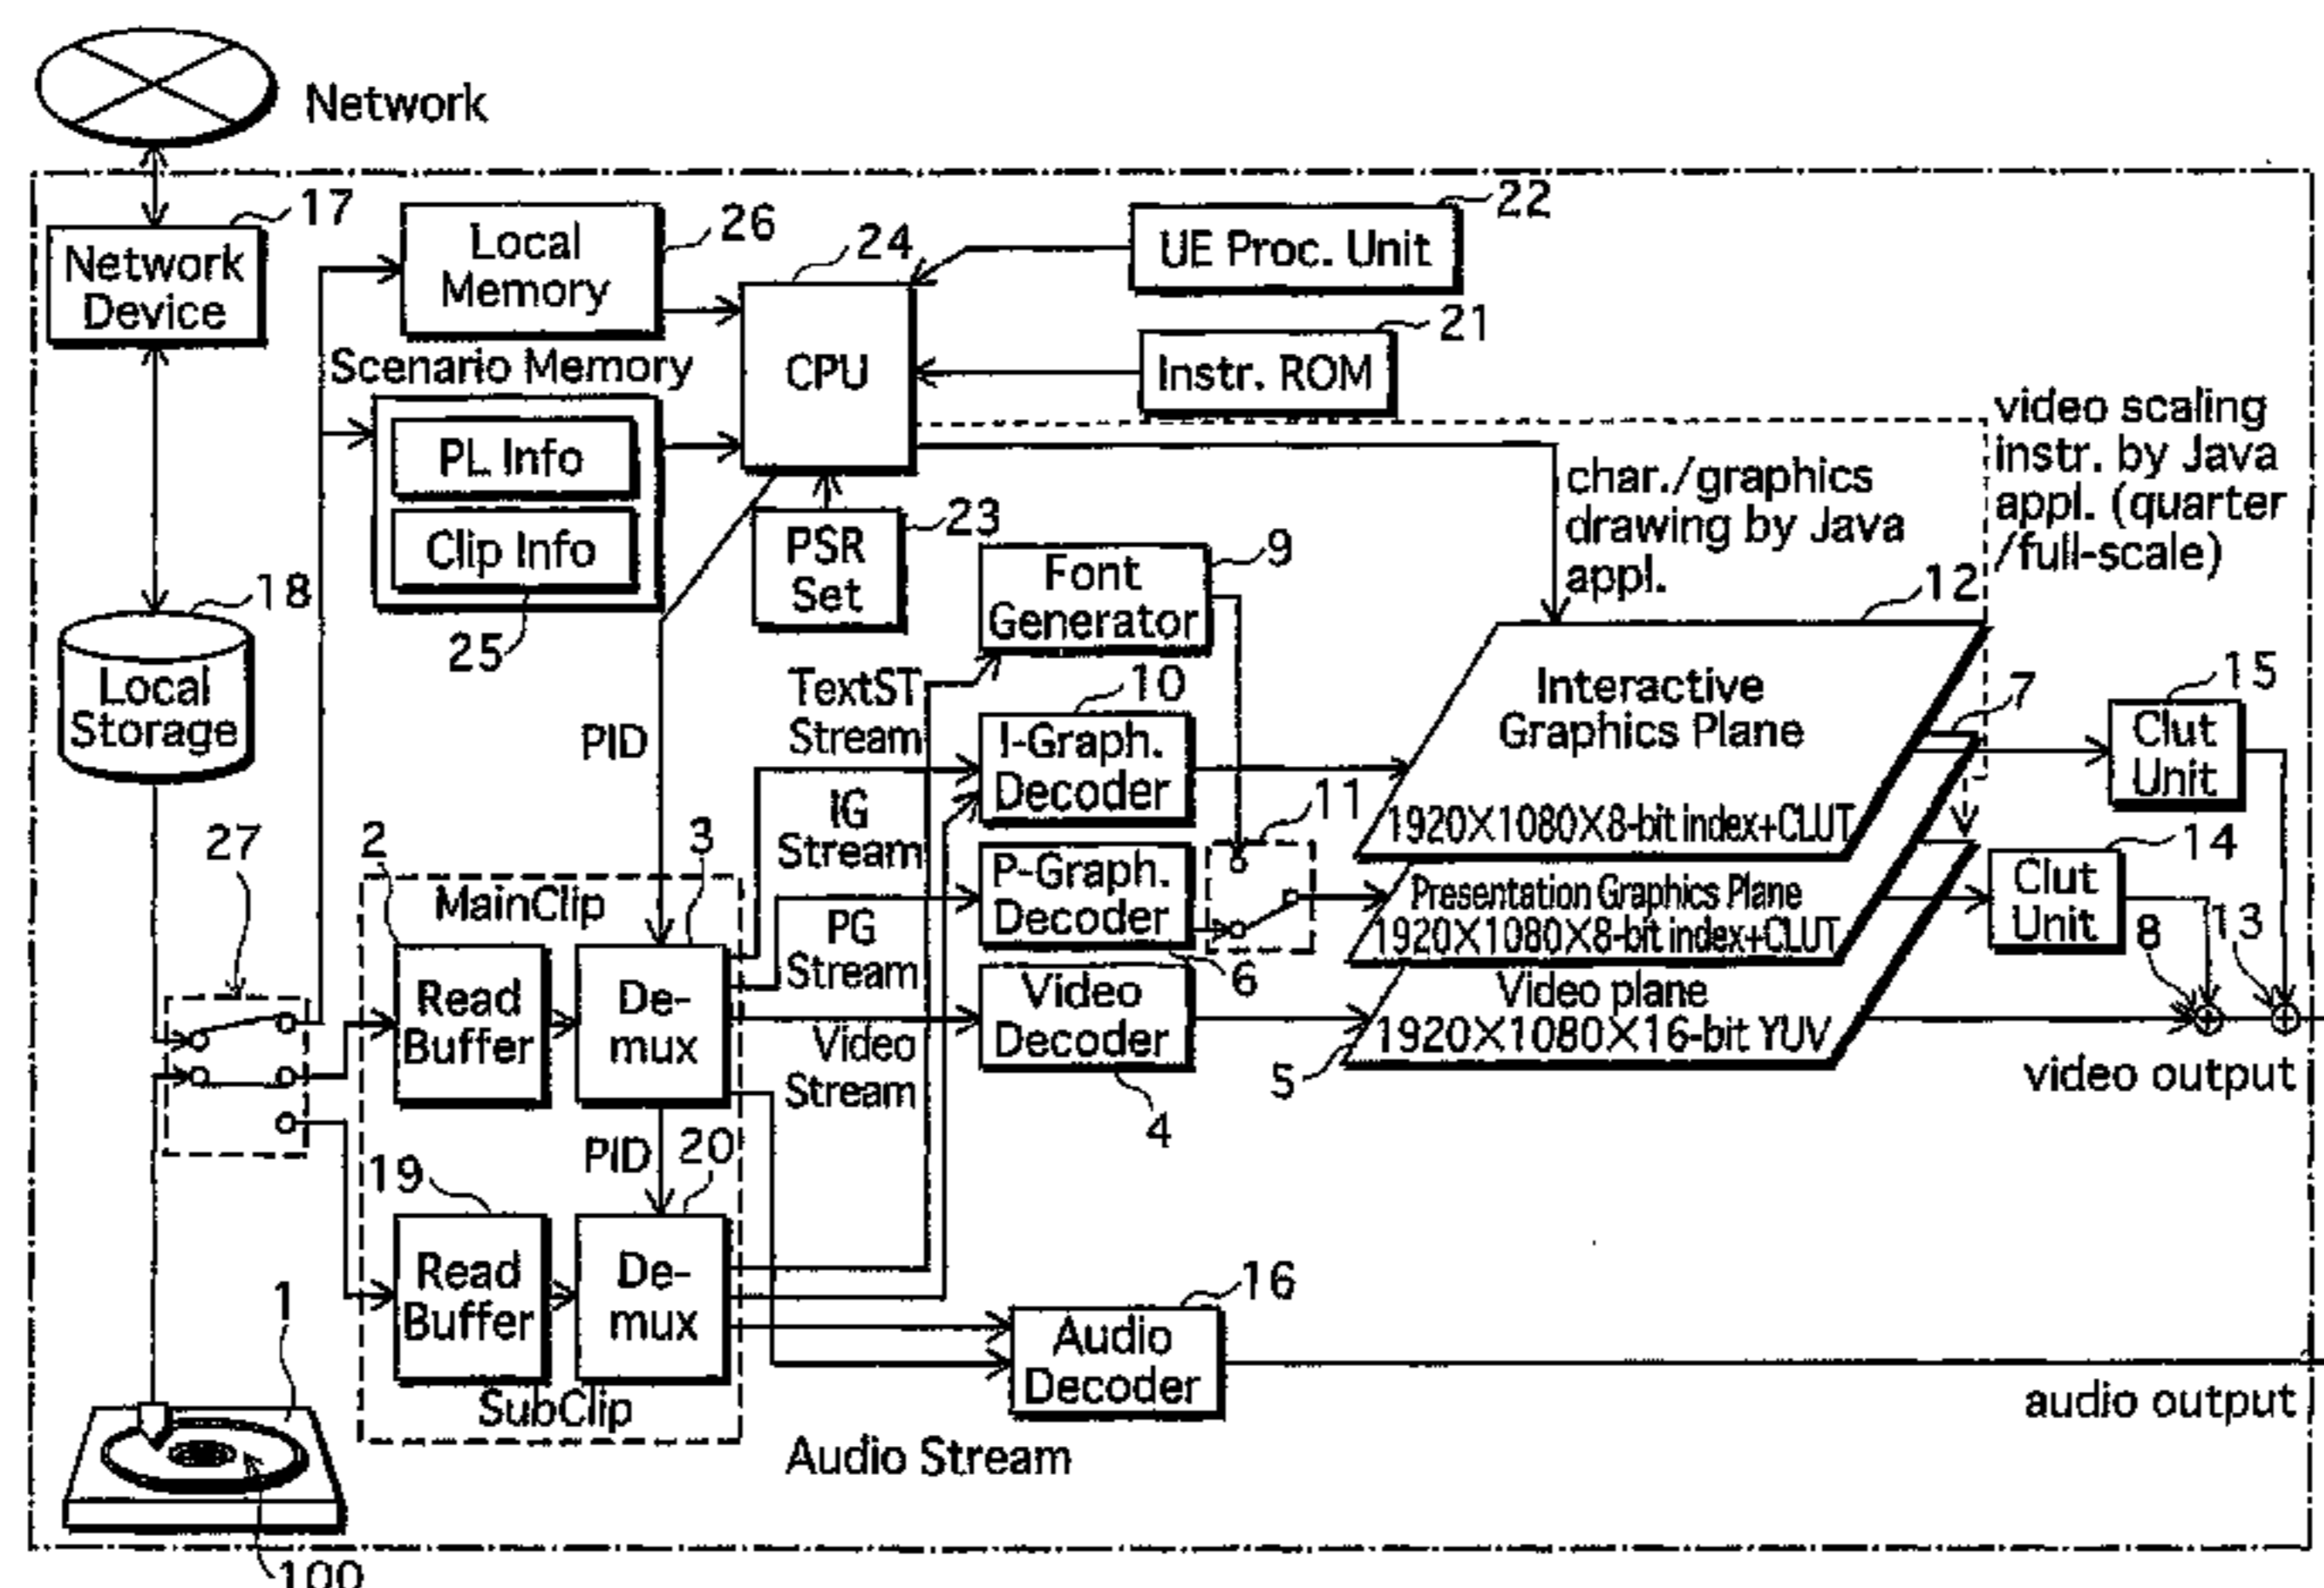 Network
17
Network
Device
Local
Memory
26
24
CPU
22
UE Proc. Unit
21
Instr. ROM
Scenario Memory
PL Info
Clip Info
25
23
PSR
Set
video scaling
instr. by Java
appl. (quarter
/full-scale)
char./graphics
drawing by Java
appl.
9
Font
Generator
12
18
Local
Storage
PID
TextST
Stream
10
I-Graph.
Decoder
Interactive
Graphics Plane
1920X1080X8-bit index+CLUT
7
15
Clut
Unit
IG
Stream
11
P-Graph.
Decoder
6
Presentation Graphics Plane
1920X1080X8-bit index+CLUT
14
Clut
Unit
27
2
3
MainClip
Read
Buffer
De-
mux
PG
Stream
Video
Decoder
4
Video plane
1920X1080X16-bit YUV
5
8
13
video output
Video
Stream
PID
20
19
Read
Buffer
De-
mux
SubClip
16
Audio
Decoder
audio output
Audio Stream
1
100